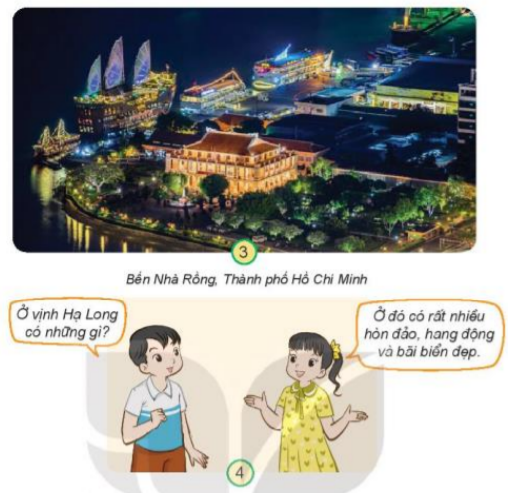 3
Bến Nhà Rồng, Thành phố Hồ Chí Minh
Ở vịnh Hạ Long
có những gì?
Ở đó có rất nhiều
hòn đảo, hang động
và bãi biển đẹp.
4